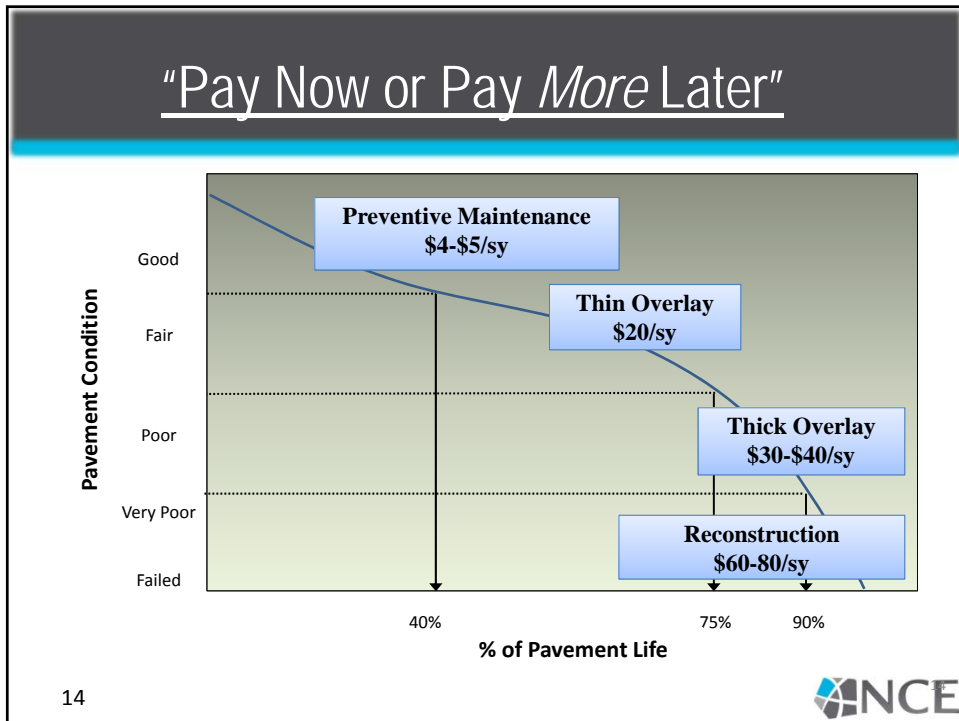 "Pay Now or Pay More Later"
Preventive Maintenance
$4-$5/sy
Good
Thin Overlay
$20/sy
Fair
Pavement Condition
Thick Overlay
$30-$40/sy
Poor
Very Poor
Reconstruction
$60-80/sy
Failed
40%
75%
90%
% of Pavement Life
14
14
NCE